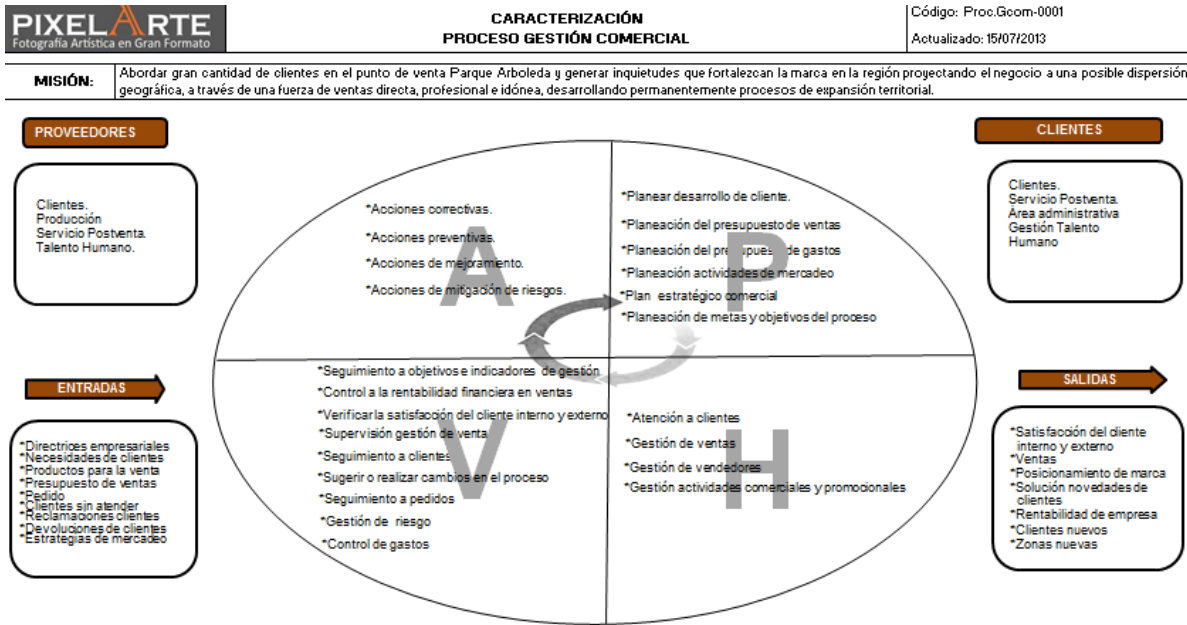 PIXELARTE
Fotografía Artística en Gran Formato
CARACTERIZACIÓN
PROCESO GESTIÓN COMERCIAL
Código: Proc.Gcom-0001
Actualizado: 15/07/2013
MISIÓN:
Abordar gran cantidad de clientes en el punto de venta Parque Arboleda y generar inquietudes que fortalezcan la marca en la región proyectando el negocio a una posible dispersión
geográfica, a través de una fuerza de ventas directa, profesional e idónea, desarrollando permanentemente procesos de expansión territorial.
PROVEEDORES
Clientes.
Producción
Servicio Postventa.
Talento Humano.
ENTRADAS
*Directrices empresariales
*Necesidades de clientes
*Productos para la venta
*Presupuesto de ventas
*Pedido
*Clientes sin atender
*Reclamaciones clientes
*Devoluciones de clientes
*Estrategias de mercadeo
A
*Acciones correctivas.
*Acciones preventivas.
*Acciones de mejoramiento.
*Acciones de mitigación de riesgos.
P
*Planear desarrollo de cliente.
*Planeación del presupuesto de ventas
*Planeación del presupuesto de gastos
*Planeación actividades de mercadeo
*Plan estratégico comercial
*Planeación de metas y objetivos del proceso
V
*Seguimiento a objetivos e indicadores de gestión
*Control a la rentabilidad financiera en ventas
*Verificar la satisfacción del cliente interno y externo
*Supervisión gestión de venta
*Seguimiento a clientes
*Sugerir o realizar cambios en el proceso
*Seguimiento a pedidos
*Gestión de riesgo
*Control de gastos
H
*Atención a clientes
*Gestión de ventas
*Gestión de vendedores
*Gestión actividades comerciales y promocionales
CLIENTES
Clientes.
Servicio Postventa.
Área administrativa
Gestión Talento
Humano
SALIDAS
*Satisfacción del cliente
interno y externo
*Ventas
*Posicionamiento de marca
*Solución novedades de
clientes
*Rentabilidad de empresa
*Clientes nuevos
*Zonas nuevas